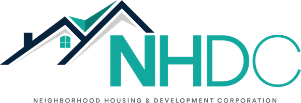 NHDC
NEIGHBORHOOD HOUSING & DEVELOPMENT CORPORATION